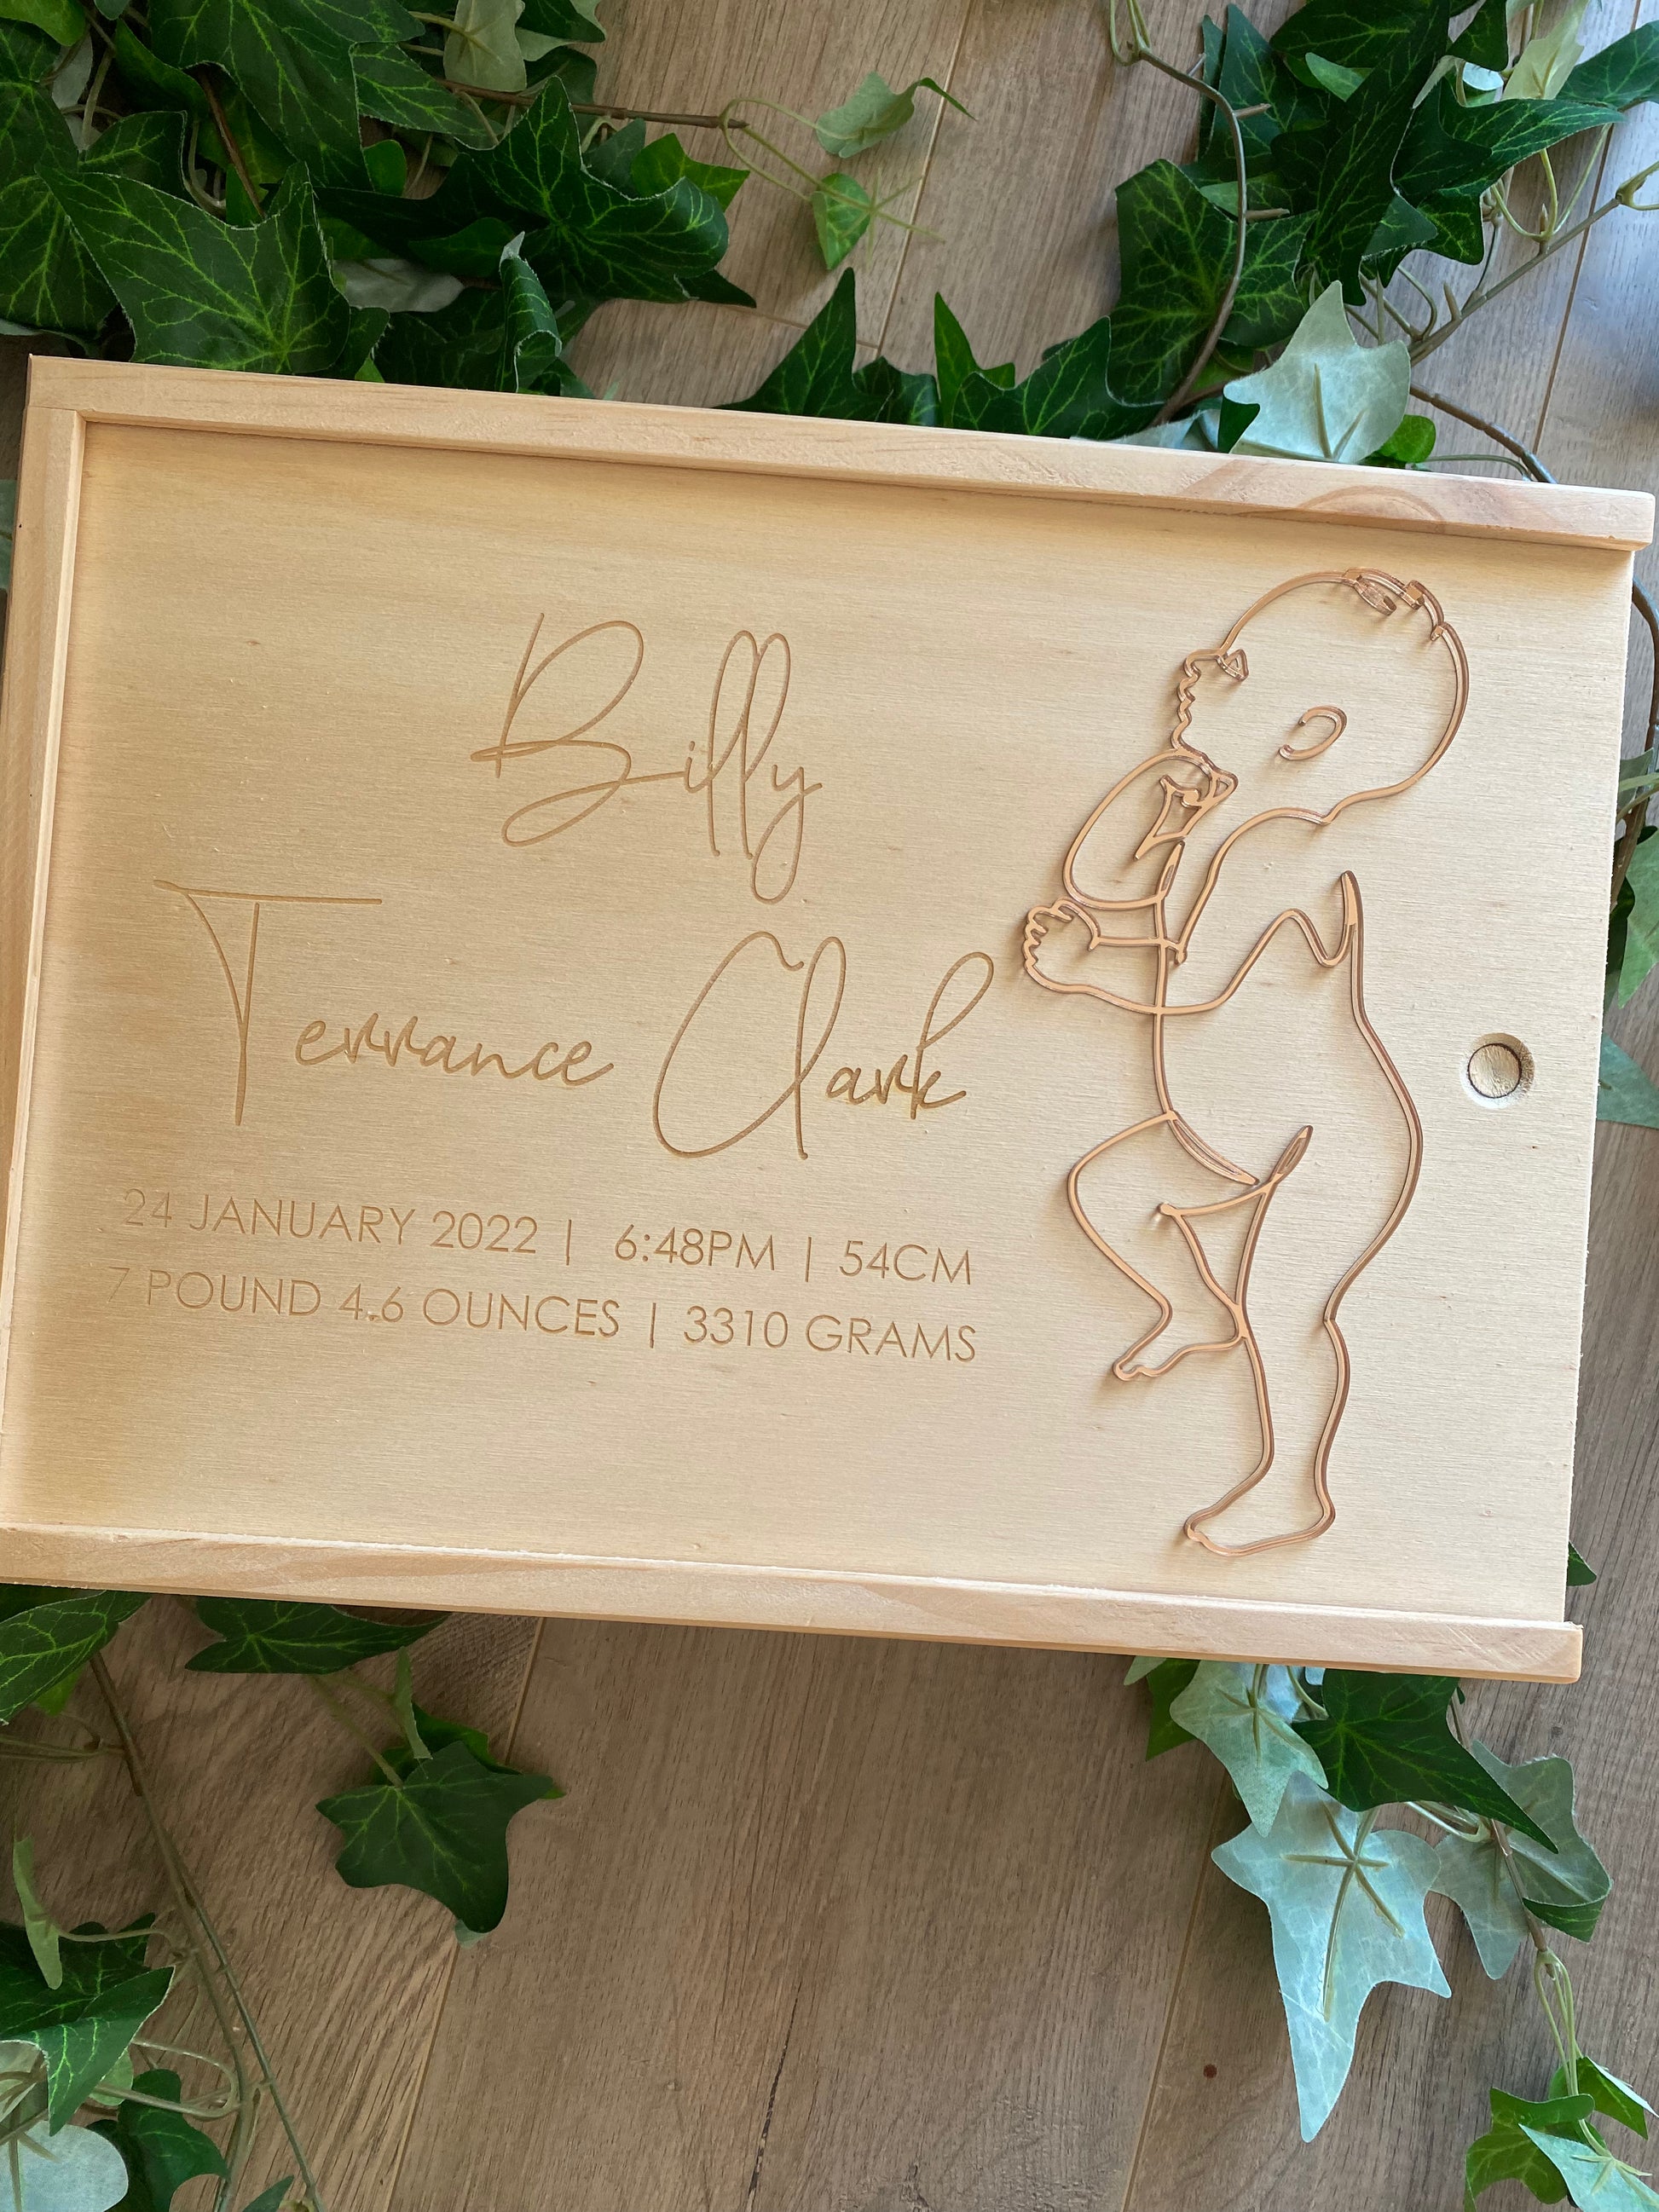 Billy
Terrance Clark
24 JANUARY 2022 | 6:48PM | 54CM
7 POUND 4.6 OUNCES | 3310 GRAMS